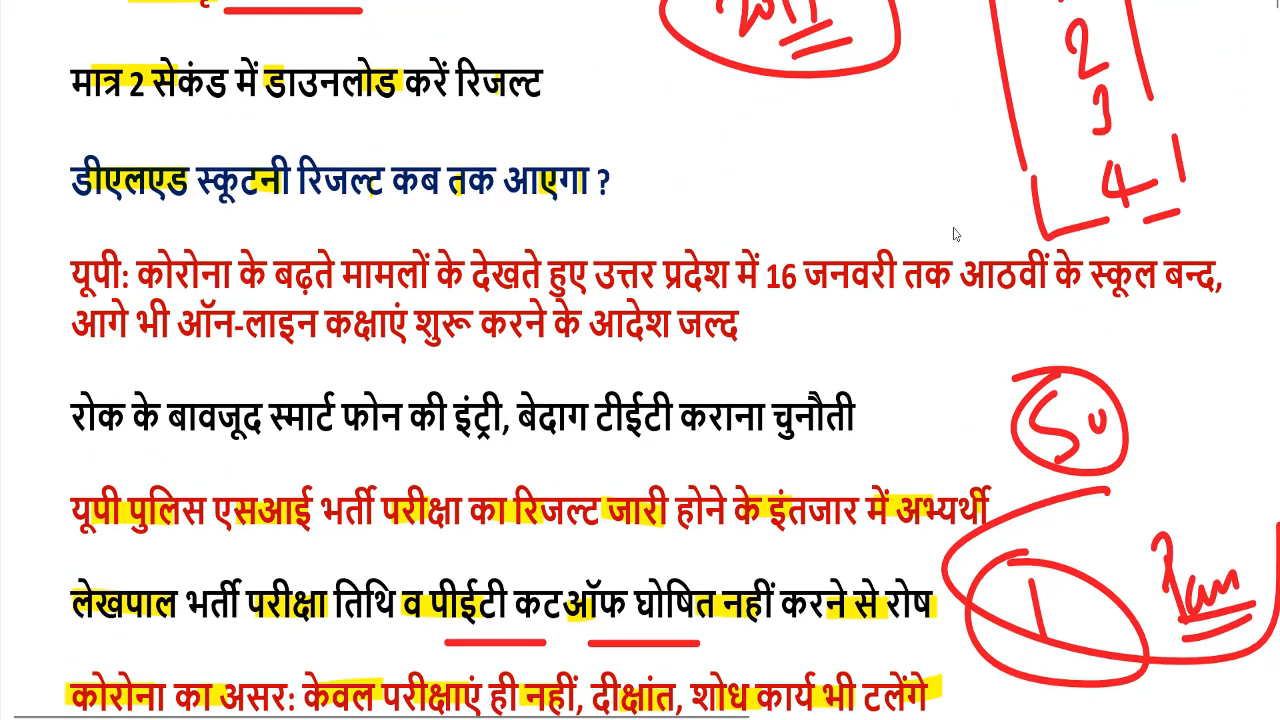 मात्र 2 सेकंड में डाउनलोड करें रिजल्ट
2
3
4
डीएलएड स्कूटनी रिजल्ट कब तक आएगा ?
यूपी: कोरोना के बढ़ते मामलों के देखते हुए उत्तर प्रदेश में 16 जनवरी तक आठवीं के स्कूल बन्द,
आगे भी ऑन-लाइन कक्षाएं शुरू करने के आदेश जल्द
रोक के बावजूद स्मार्ट फोन की इंट्री, बेदाग टीईटी कराना चुनौती
यूपी पुलिस एसआई भर्ती परीक्षा का रिजल्ट जारी होने के इंतजार में अभ्यर्थी
लेखपाल भर्ती परीक्षा तिथि व पीईटी कटऑफ घोषित नहीं करने से रोष
कोरोना का असर: केवल परीक्षाएं ही नहीं, दीक्षांत, शोध कार्य भी टलेंगे